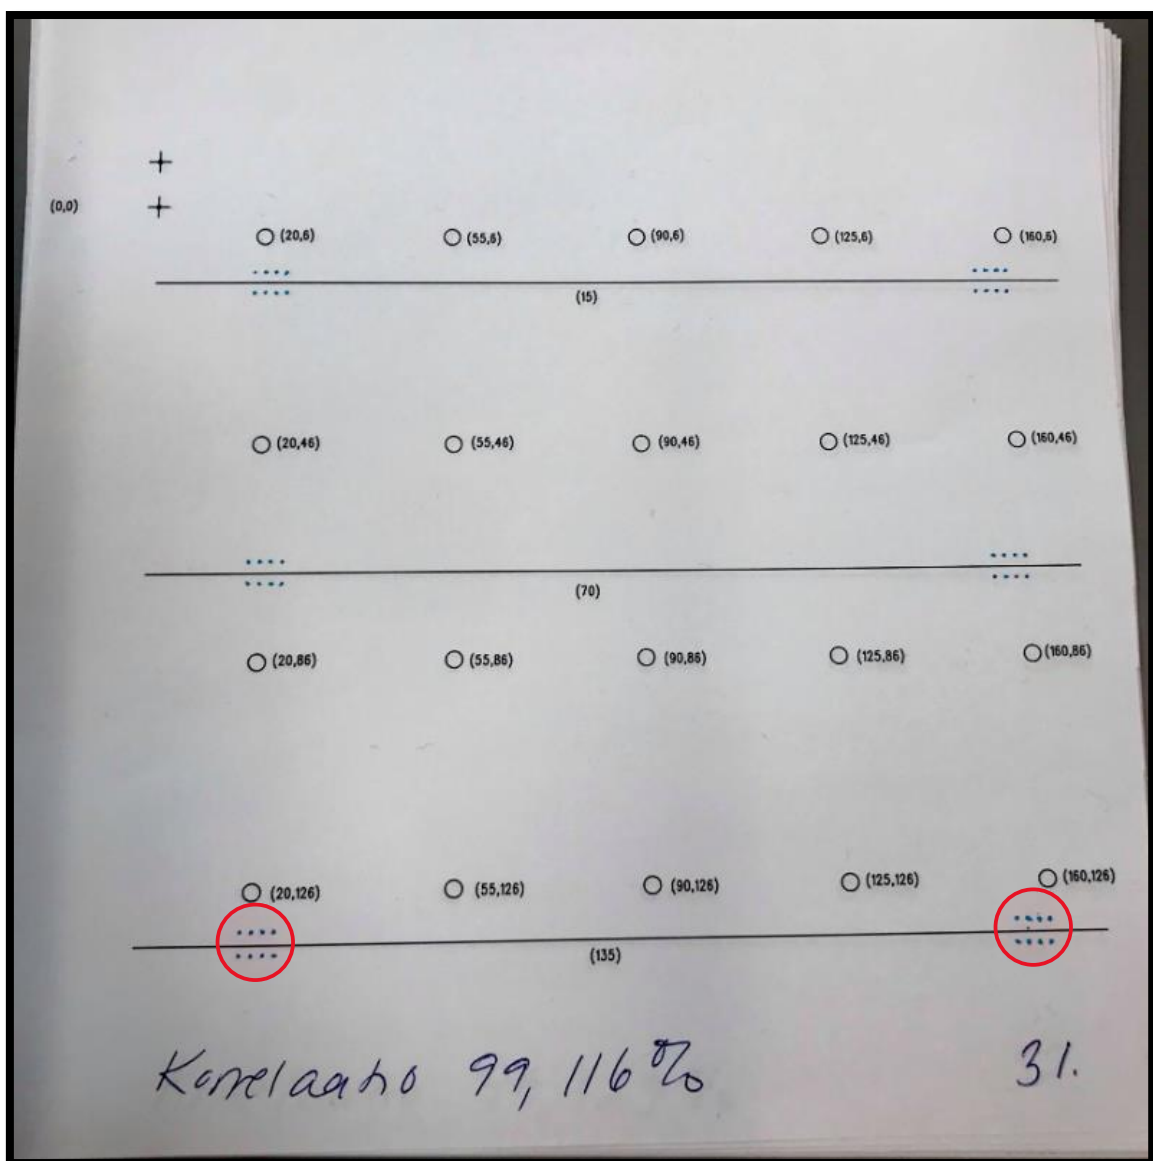 (0,0)
(20,6) (55,6) (90,6) (125,6) (160,6)
(15)
(20,46) (55,46) (90,46) (125,46) (160,46)
(70)
(20,86) (55,86) (90,86) (125,86) (160,86)
(20,126) (55,126) (90,126) (125,126) (160,126)
(135)
Korrelaatio 99,116% 31.